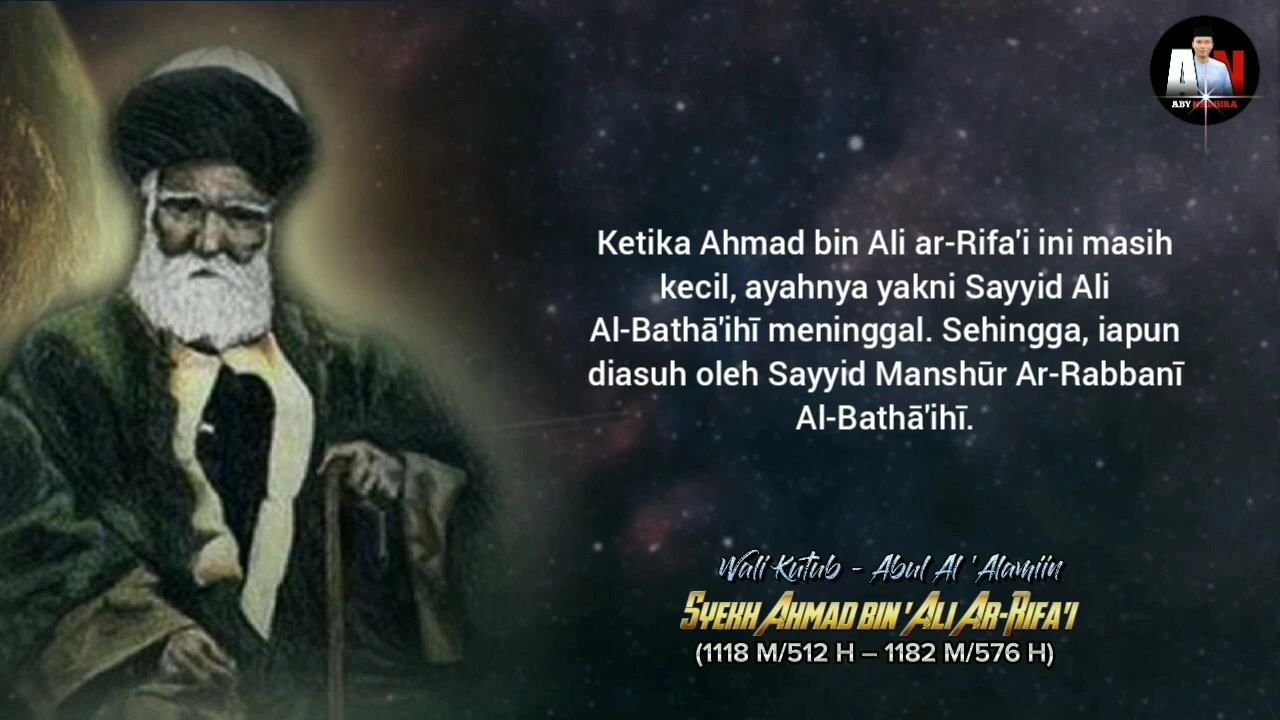 ABY NADHIRA
Ketika Ahmad bin Ali ar-Rifa'i ini masih
kecil, ayahnya yakni Sayyid Ali
Al-Bathā'ihī meninggal. Sehingga, iapun
diasuh oleh Sayyid Manshūr Ar-Rabbanī
Al-Bathā'ihī.
Wali Kutub - Abul Al 'Alamiin
Syekh Ahmad bin 'Ali Ar-Rifa'i
(1118 M/512 H – 1182 M/576 H)